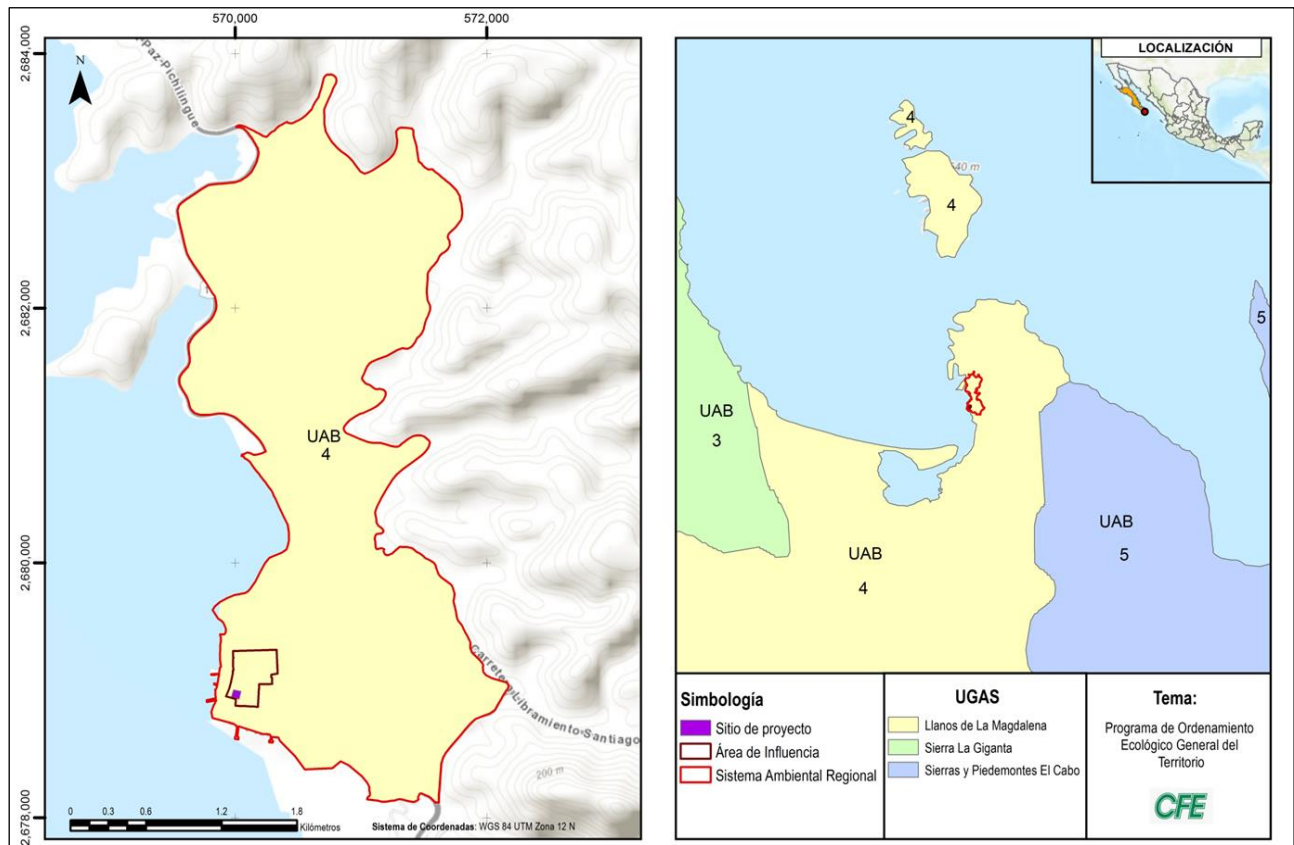 570,000
572,000
2,684,000
2,682,000
2,680,000
2,678,000
N
Paz-Pichilingue
UAB
4
Carretera Libramiento Santiago
200 m
0 0.3 0.6 1.2 1.8
Kilómetros
Sistema de Coordenadas: WGS 84 UTM Zona 12 N
LOCALIZACIÓN
4
540 m
4
5
UAB
3
UAB
4
UAB
5
Simbología
Sitio de proyecto
Área de Influencia
Sistema Ambiental Regional
UGAS
Llanos de La Magdalena
Sierra La Giganta
Sierras y Piedemontes El Cabo
Tema:
Programa de Ordenamiento
Ecológico General del
Territorio
CFE